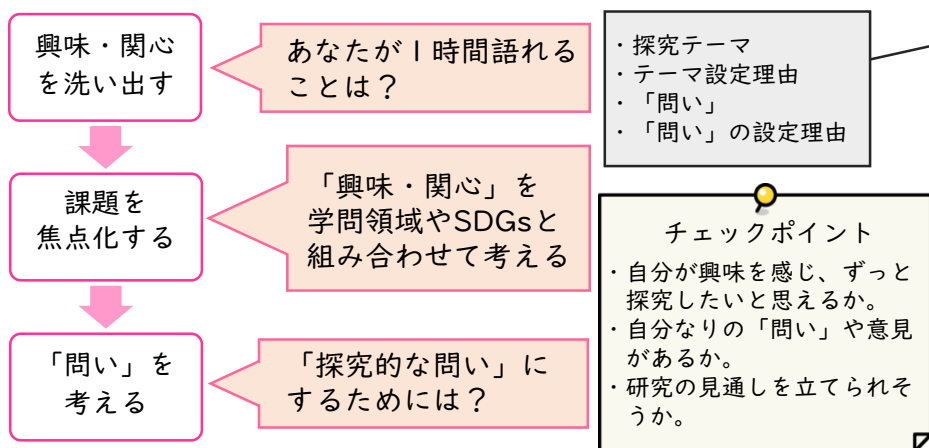 興味・関心
を洗い出す
あなたが1時間語れる
ことは？
課題を
焦点化する
「興味・関心」を
学問領域やSDGsと
組み合わせて考える
「問い」を
考える
「探究的な問い」に
するためには？
・探究テーマ
・テーマ設定理由
・「問い」
・「問い」の設定理由
チェックポイント
・自分が興味を感じ、ずっと
探究したいと思えるか。
・自分なりの「問い」や意見
があるか。
・研究の見通しを立てられそ
うか。